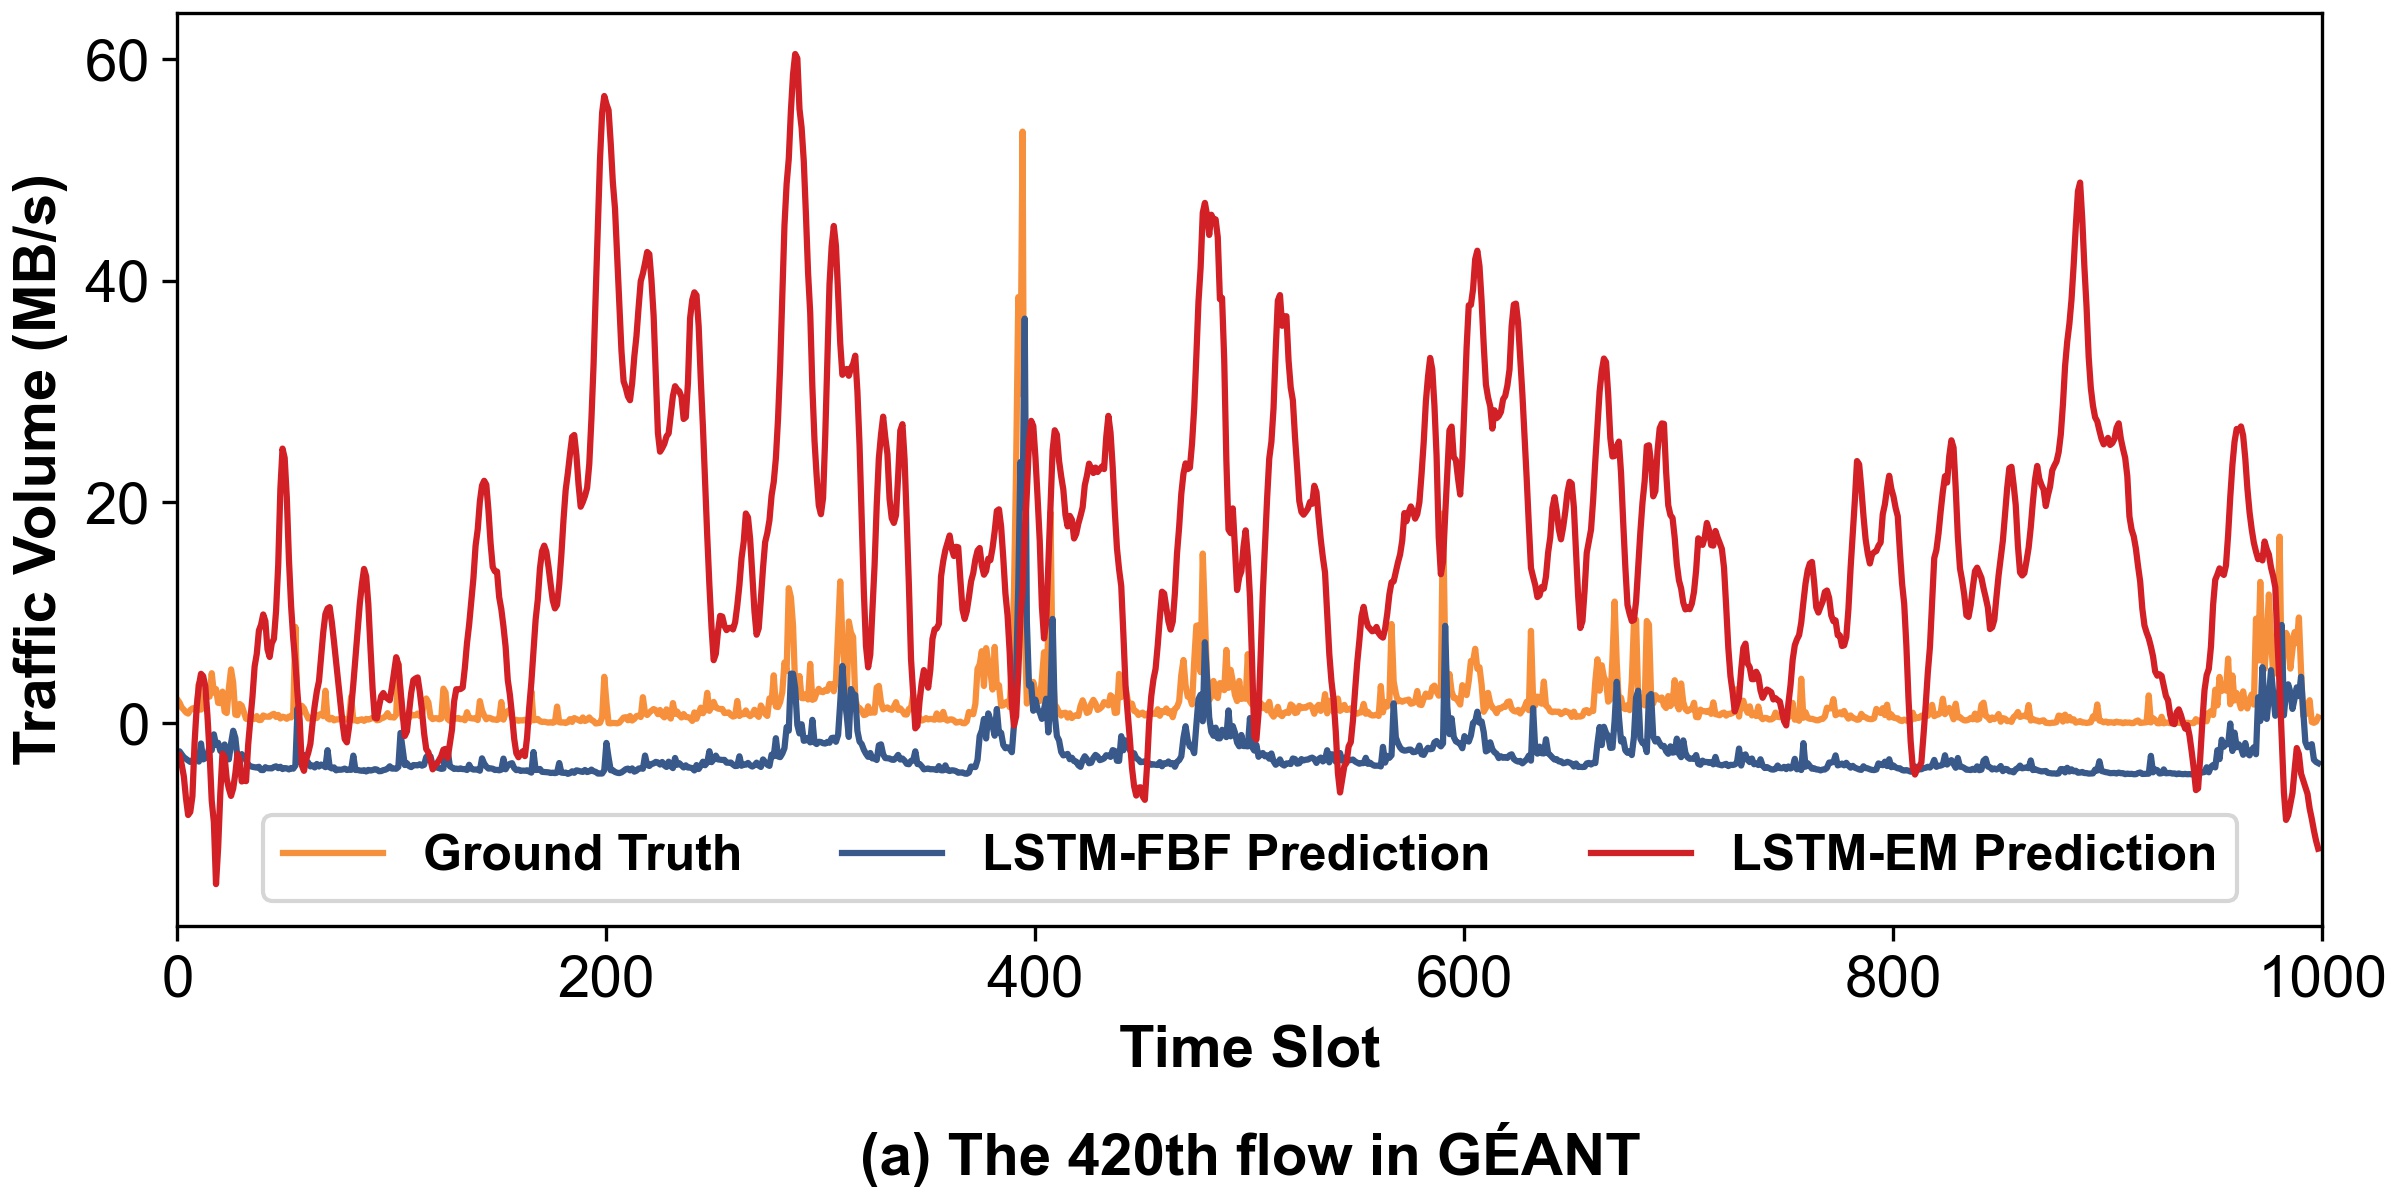 Traffic Volume (MB/s)
60
40
20
0
Ground Truth LSTM-FBF Prediction LSTM-EM Prediction
0 200 400 600 800 1000
Time Slot
(a) The 420th flow in GÉANT